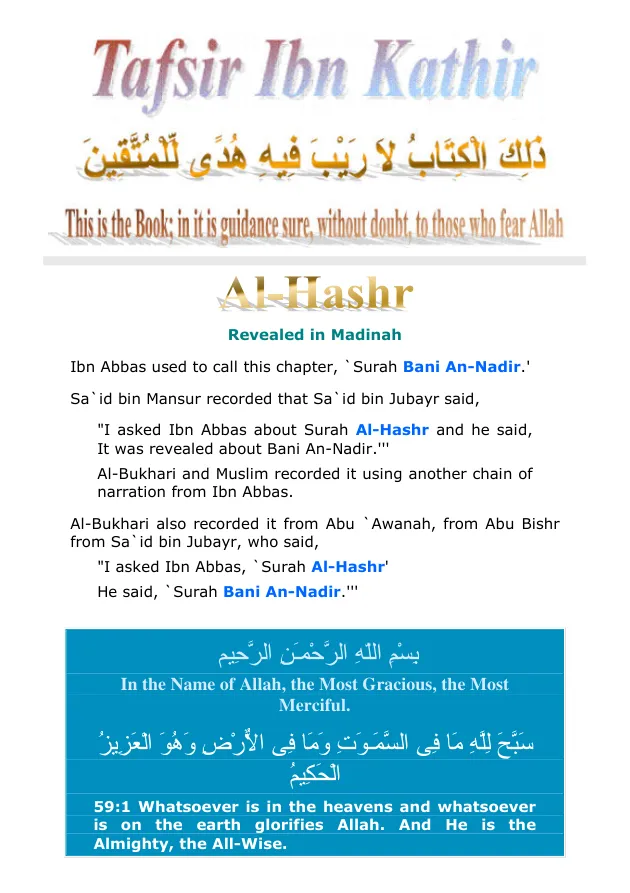 Tafsir Ibn Kathir
ذَلِكَ الْكِتَابُ لاَ رَيْبَ فِيهِ هُدًى لِّلْمُتَّقِينَ
This is the Book; in it is guidance sure, without doubt, to those who fear Allah
Al-Hashr
Revealed in Madinah
Ibn Abbas used to call this chapter, `Surah Bani An-Nadir.'
Sa`id bin Mansur recorded that Sa`id bin Jubayr said,
"I asked Ibn Abbas about Surah Al-Hashr and he said,
It was revealed about Bani An-Nadir.'''
Al-Bukhari and Muslim recorded it using another chain of
narration from Ibn Abbas.
Al-Bukhari also recorded it from Abu `Awanah, from Abu Bishr
from Sa`id bin Jubayr, who said,
"I asked Ibn Abbas, `Surah Al-Hashr'
He said, `Surah Bani An-Nadir.'''
بِسْمِ اللَّهِ الرَّحْمَـنِ الرَّحِيمِ
In the Name of Allah, the Most Gracious, the Most
Merciful.
سَبَّحَ لِلَّهِ مَا فِى السَّمَـوَتِ وَمَا فِى الاٌّرْضِ وَهُوَ الْعَزِيزُ
الْحَكِيمُ
59:1 Whatsoever is in the heavens and whatsoever
is on the earth glorifies Allah. And He is the
Almighty, the All-Wise.